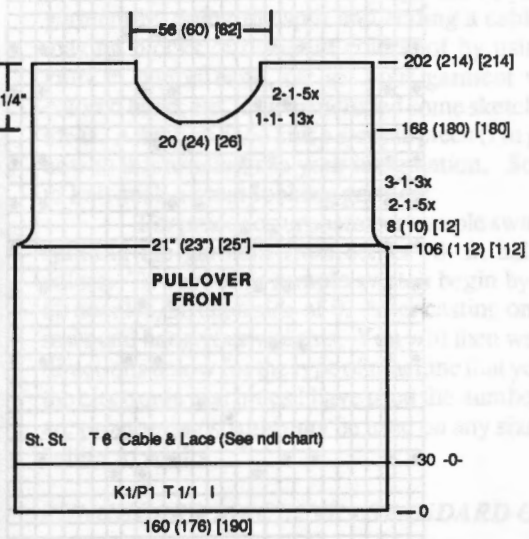 56 (60) [82]
202 (214) [214]
1/4"
2-1-5x
1-1- 13x
20 (24) [26]
168 (180) [180]
3-1-3x
2-1-5x
8 (10) [12]
21" (23") [25"]
106 (112) [112]
PULLOVER
FRONT
St. St. T 6 Cable & Lace (See ndl chart)
30 -0-
K1/P1 T 1/1 I
0
160 (176) [190]